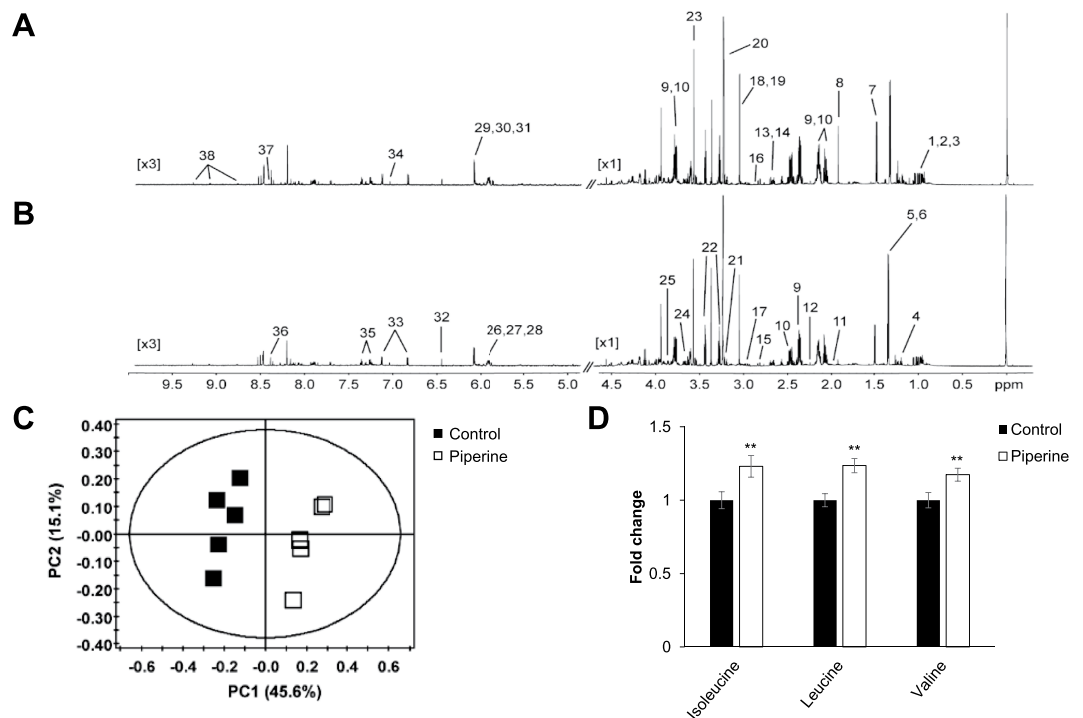 A
23
20
9,10
18,19
8
7
29,30,31
13,14
9,10
38
37
34
16
1,2,3
[x3]
[x1]
B
5,6
22
21
25
9
33
32
24
17
12
4
36
35
26,27,28
15
10
11
[x3]
[x1]
9.5 9.0 8.5 8.0 7.5 7.0 6.5 6.0 5.5 5.0 4.5 4.0 3.5 3.0 2.5 2.0 1.5 1.0 0.5 ppm
C
0.40
0.30
0.20
0.10
-0.00
-0.10
-0.20
-0.30
-0.40
PC2 (15.1%)
-0.6 -0.4 -0.2 -0.0 0.2 0.4 0.6
PC1 (45.6%)
Control
Piperine
D
1.5
1
0.5
0
Fold change
** ** **
Isoleucine
Leucine
Valine
Control
Piperine